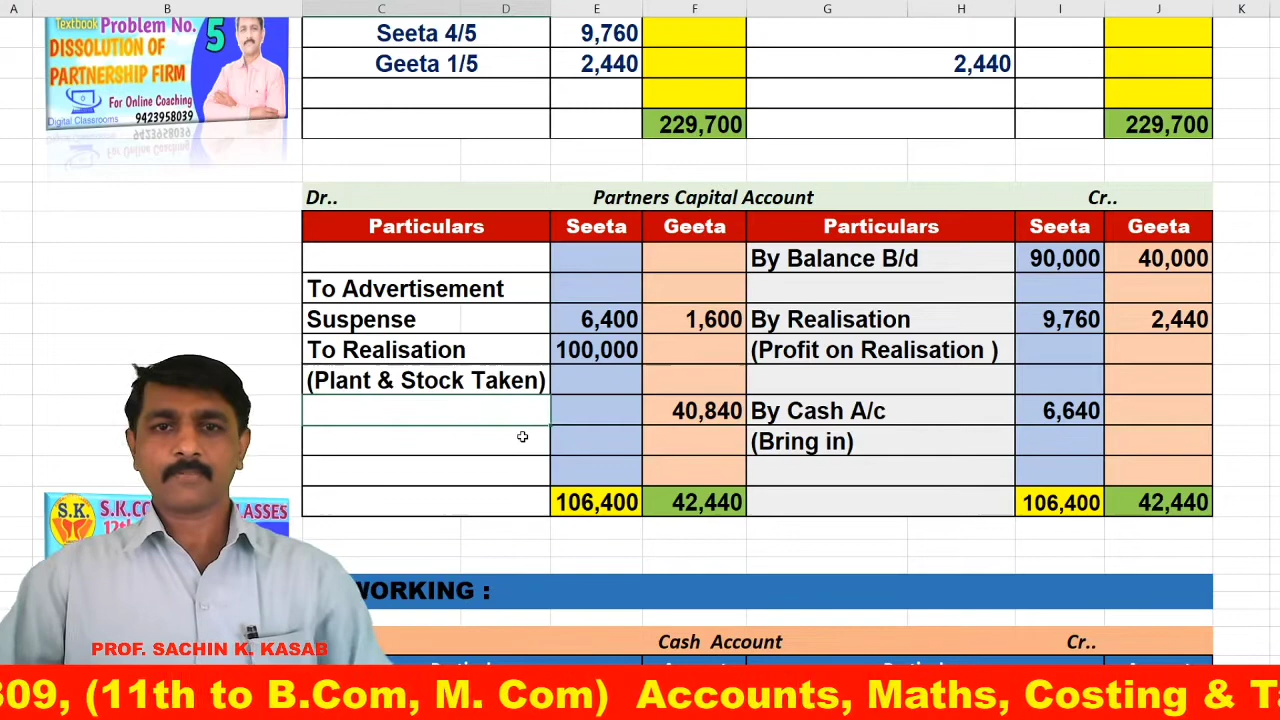 A B C D E F G H I J K
Textbook Problem No. 5
DISSOLUTION OF
PARTNERSHIP FIRM
For Online Coaching
Digital Classrooms 9423958039
Seeta 4/5 9,760
Geeta 1/5 2,440 2,440
229,700 229,700
Dr.. Partners Capital Account Cr..
Particulars Seeta Geeta Particulars Seeta Geeta
By Balance B/d 90,000 40,000
To Advertisement
Suspense 6,400 1,600 By Realisation 9,760 2,440
To Realisation 100,000 (Profit on Realisation )
(Plant & Stock Taken)
40,840 By Cash A/c 6,640
(Bring in)
106,400 42,440 106,400 42,440
S.K. S.K.CO ASSES
12th
WORKING :
Cash Account Cr..
PROF. SACHIN K. KASAB
309, (11th to B.Com, M. Com) Accounts, Maths, Costing & T